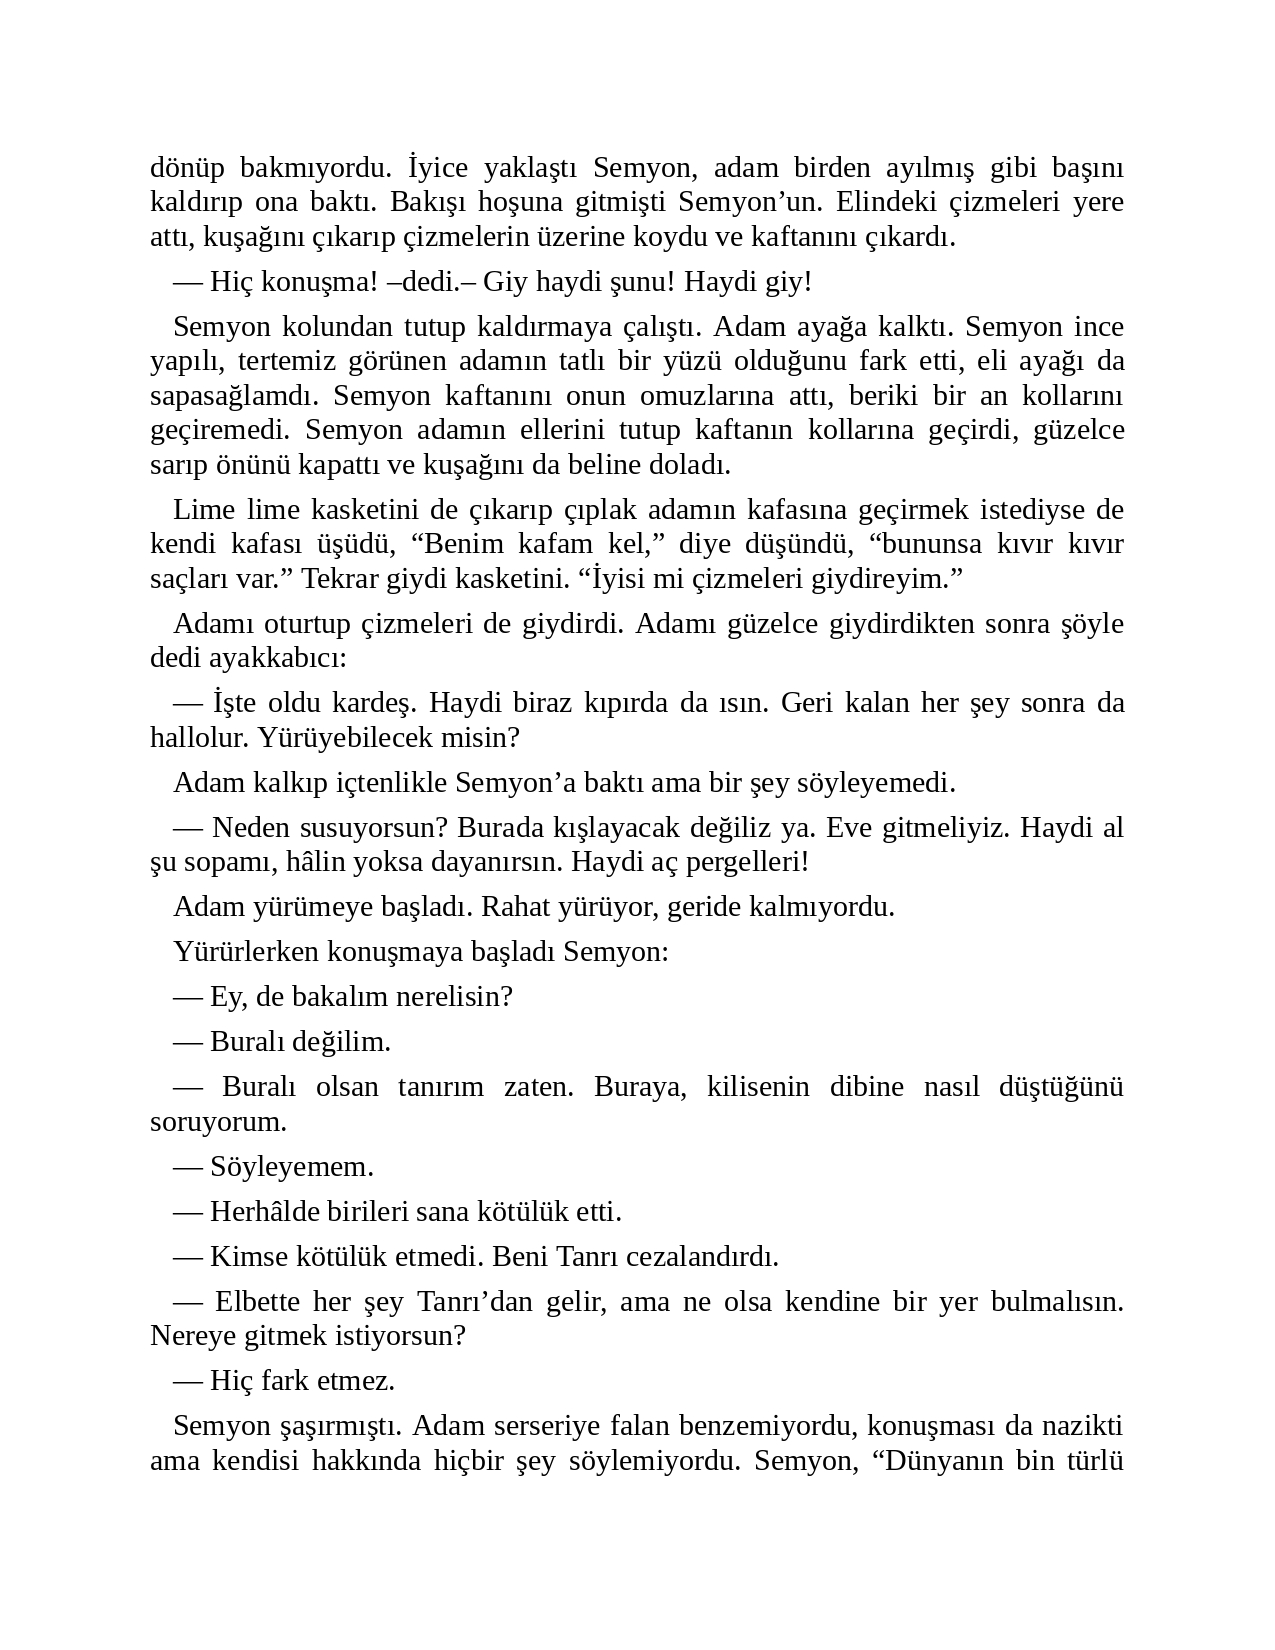 dönüp bakmıyordu. İyice yaklaştı Semyon, adam birden ayılmış gibi başını
kaldırıp ona baktı. Bakışı hoşuna gitmişti Semyon’un. Elindeki çizmeleri yere
attı, kuşağını çıkarıp çizmelerin üzerine koydu ve kaftanını çıkardı.
— Hiç konuşma! –dedi.– Giy haydi şunu! Haydi giy!
Semyon kolundan tutup kaldırmaya çalıştı. Adam ayağa kalktı. Semyon ince
yapılı, tertemiz görünen adamın tatlı bir yüzü olduğunu fark etti, eli ayağı da
sapasağlamdı. Semyon kaftanını onun omuzlarına attı, beriki bir an kollarını
geçiremedi. Semyon adamın ellerini tutup kaftanın kollarına geçirdi, güzelce
sarıp önünü kapattı ve kuşağını da beline doladı.
Lime lime kasketini de çıkarıp çıplak adamın kafasına geçirmek istediyse de
kendi kafası üşüdü, “Benim kafam kel,” diye düşündü, “bununsa kıvır kıvır
saçları var.” Tekrar giydi kasketini. “İyisi mi çizmeleri giydireyim.”
Adamı oturtup çizmeleri de giydirdi. Adamı güzelce giydirdikten sonra şöyle
dedi ayakkabıcı:
— İşte oldu kardeş. Haydi biraz kıpırda da ısın. Geri kalan her şey sonra da
hallolur. Yürüyebilecek misin?
Adam kalkıp içtenlikle Semyon’a baktı ama bir şey söyleyemedi.
— Neden susuyorsun? Burada kışlayacak değiliz ya. Eve gitmeliyiz. Haydi al
şu sopamı, hâlin yoksa dayanırsın. Haydi aç pergelleri!
Adam yürümeye başladı. Rahat yürüyor, geride kalmıyordu.
Yürürlerken konuşmaya başladı Semyon:
— Ey, de bakalım nerelisin?
— Buralı değilim.
— Buralı olsan tanırım zaten. Buraya, kilisenin dibine nasıl düştüğünü
soruyorum.
— Söyleyemem.
— Herhâlde birileri sana kötülük etti.
— Kimse kötülük etmedi. Beni Tanrı cezalandırdı.
— Elbette her şey Tanrı’dan gelir, ama ne olsa kendine bir yer bulmalısın.
Nereye gitmek istiyorsun?
— Hiç fark etmez.
Semyon şaşırmıştı. Adam serseriye falan benzemiyordu, konuşması da nazikti
ama kendisi hakkında hiçbir şey söylemiyordu. Semyon, “Dünyanın bin türlü